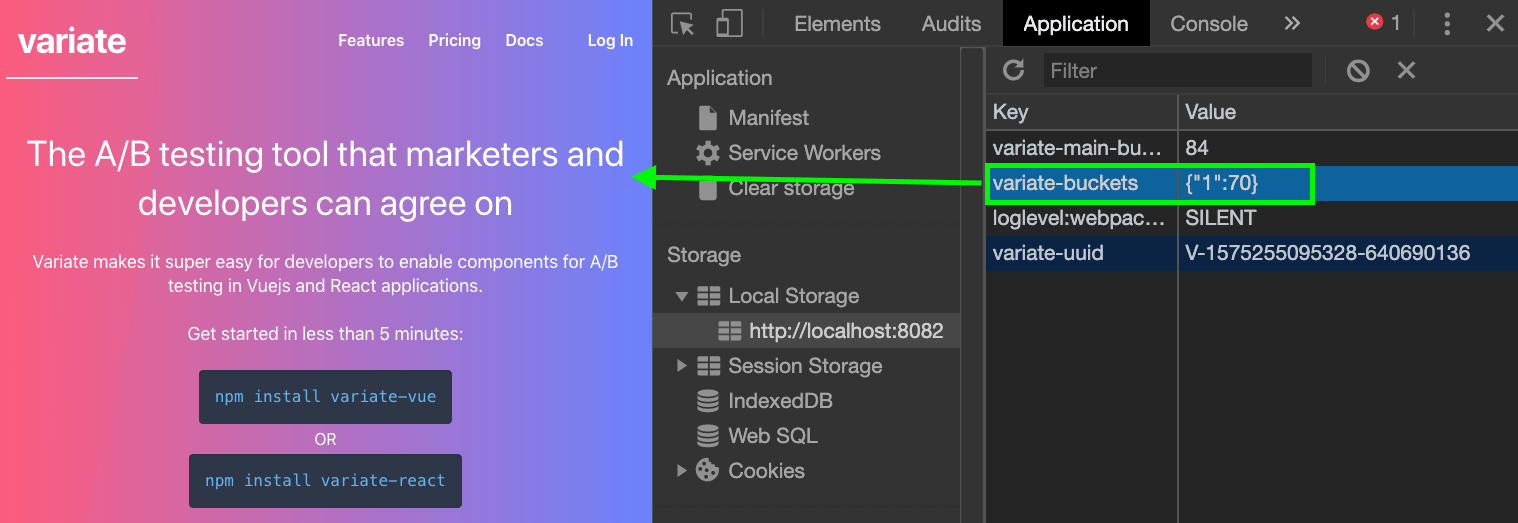 variate
Features
Pricing
Docs
Log In
The A/B testing tool that marketers and
developers can agree on
Variate makes it super easy for developers to enable components for A/B
testing in Vuejs and React applications.
Get started in less than 5 minutes:
npm install variate-vue
OR
npm install variate-react
Elements
Audits
Application
Console
1
Application
Manifest
Service Workers
Clear storage
Storage
Local Storage
http://localhost:8082
Session Storage
IndexedDB
Web SQL
Cookies
Filter
Key Value
variate-main-bu... 84
variate-buckets {"1":70}
loglevel:webpac... SILENT
variate-uuid V-1575255095328-640690136